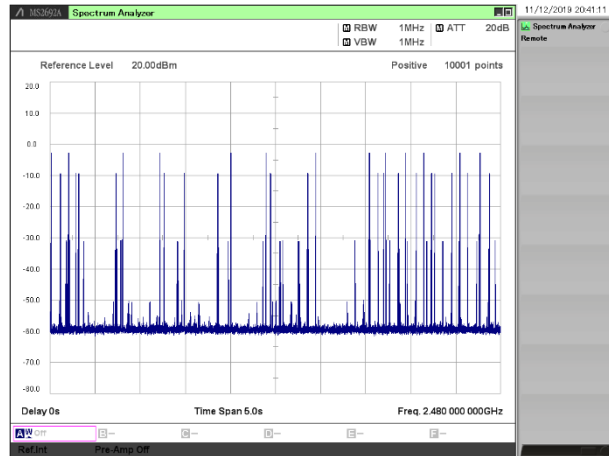 MS2692A Spectrum Analyzer
11/12/2019 20:41:11
Spectrum Analyzer
Remote
RBW 1MHz ATT 20dB
VBW 1MHz
Reference Level 20.00dBm Positive 10001 points
20.0
10.0
0.0
-10.0
-20.0
-30.0
-40.0
-50.0
-60.0
-70.0
-80.0
Delay 0s Time Span 5.0s Freq. 2.480 000 000GHz
A Off B-- C-- D-- E-- F--
Ref.Int Pre-Amp Off